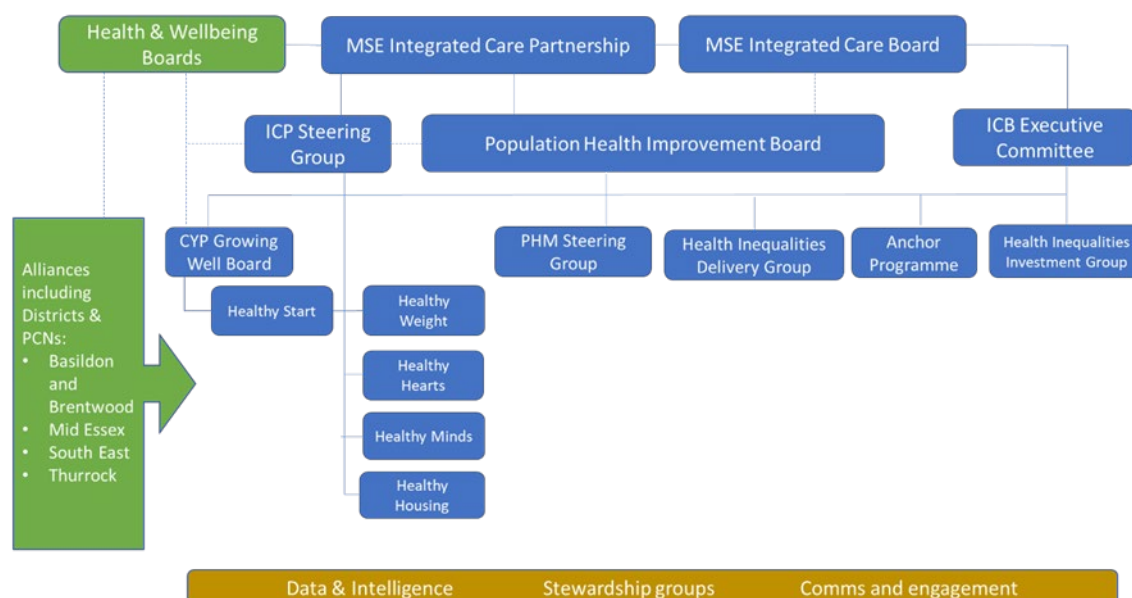 Health & Wellbeing
Boards
MSE Integrated Care Partnership
MSE Integrated Care Board
ICP Steering
Group
Population Health Improvement Board
ICB Executive
Committee
CYP Growing
Well Board
PHM Steering
Group
Health Inequalities
Delivery Group
Anchor
Programme
Health Inequalities
Investment Group
Alliances
including
Districts &
PCNs:
• Basildon
and
Brentwood
• Mid Essex
• South East
• Thurrock
Healthy Start
Healthy
Weight
Healthy
Hearts
Healthy Minds
Healthy
Housing
Data & Intelligence
Stewardship groups
Comms and engagement